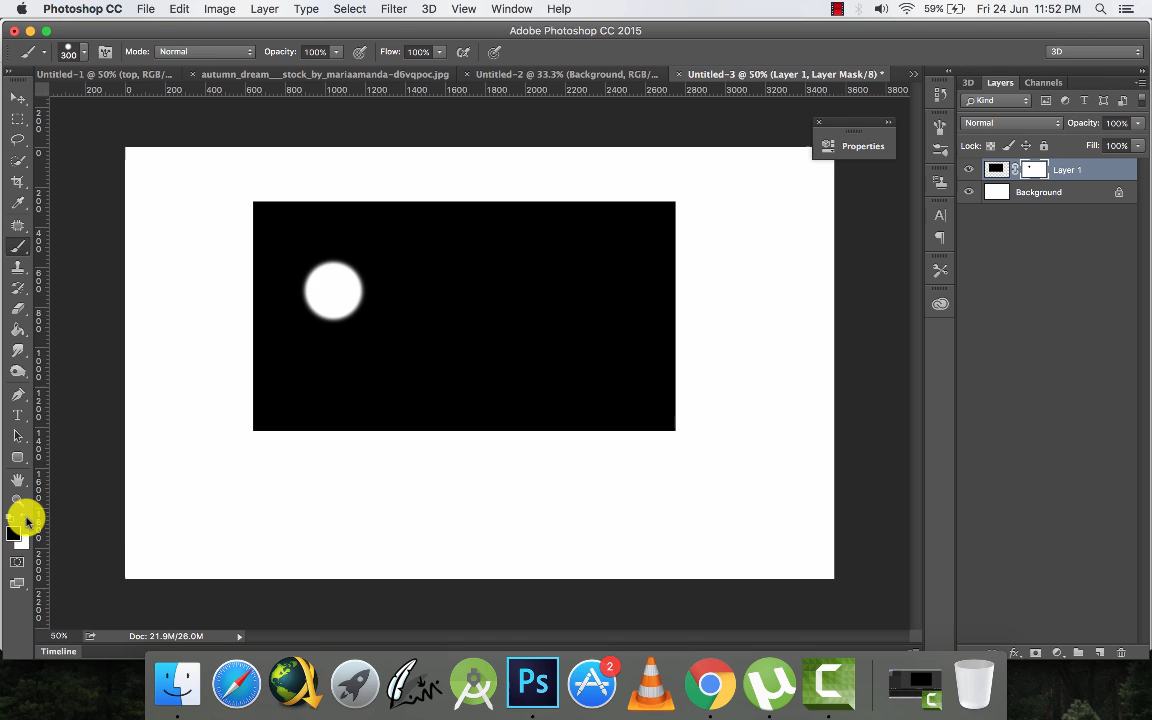 Photoshop CC File Edit Image Layer Type Select Filter 3D View Window Help 59% Fri 24 Jun 11:52 PM
Adobe Photoshop CC 2015
300 Mode: Normal Opacity: 100% Flow: 100% 3D
Untitled-1 @ 50% (top, RGB/... × autumn_dream__stock_by_mariaamanda-d6vqpoc.jpg × Untitled-2 @ 33.3% (Background, RGB/... × Untitled-3 @ 50% (Layer 1, Layer Mask/8) *
200 0 200 400 600 800 1000 1200 1400 1600 1800 2000 2200 2400 2600 2800 3000 3200 3400 3600 3800
3D Layers Channels
Kind
Normal Opacity: 100%
Properties
Lock: Fill: 100%
Layer 1
Background
50% Doc: 21.9M/26.0M
Timeline
Ps
2